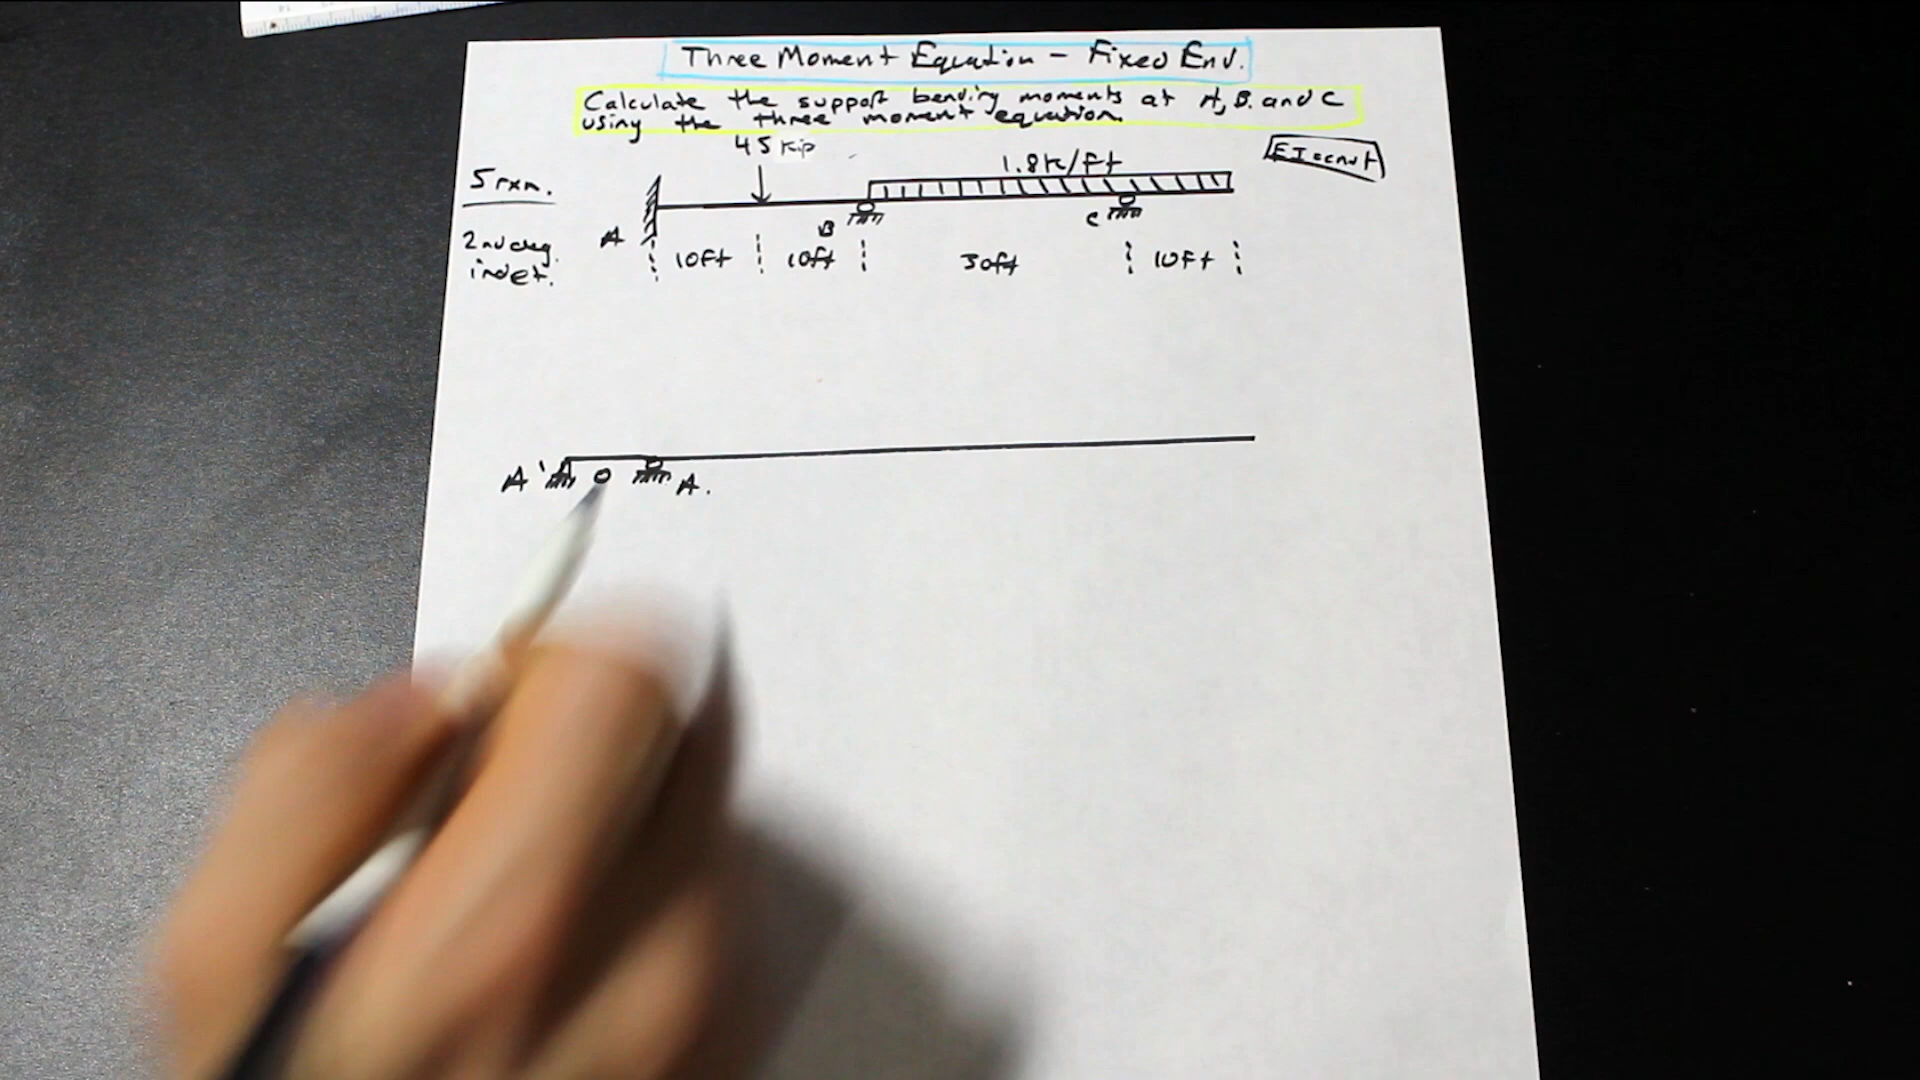 Three Moment Equation - Fixed End.
Calculate the support bending moments at A, B. and C
using the three moment equation.
45 kip
1.8k/ft
EI const
5 rxn.
2nd deg.
indet.
A
B
C
10ft
10ft
30ft
10ft
A'
0
A.